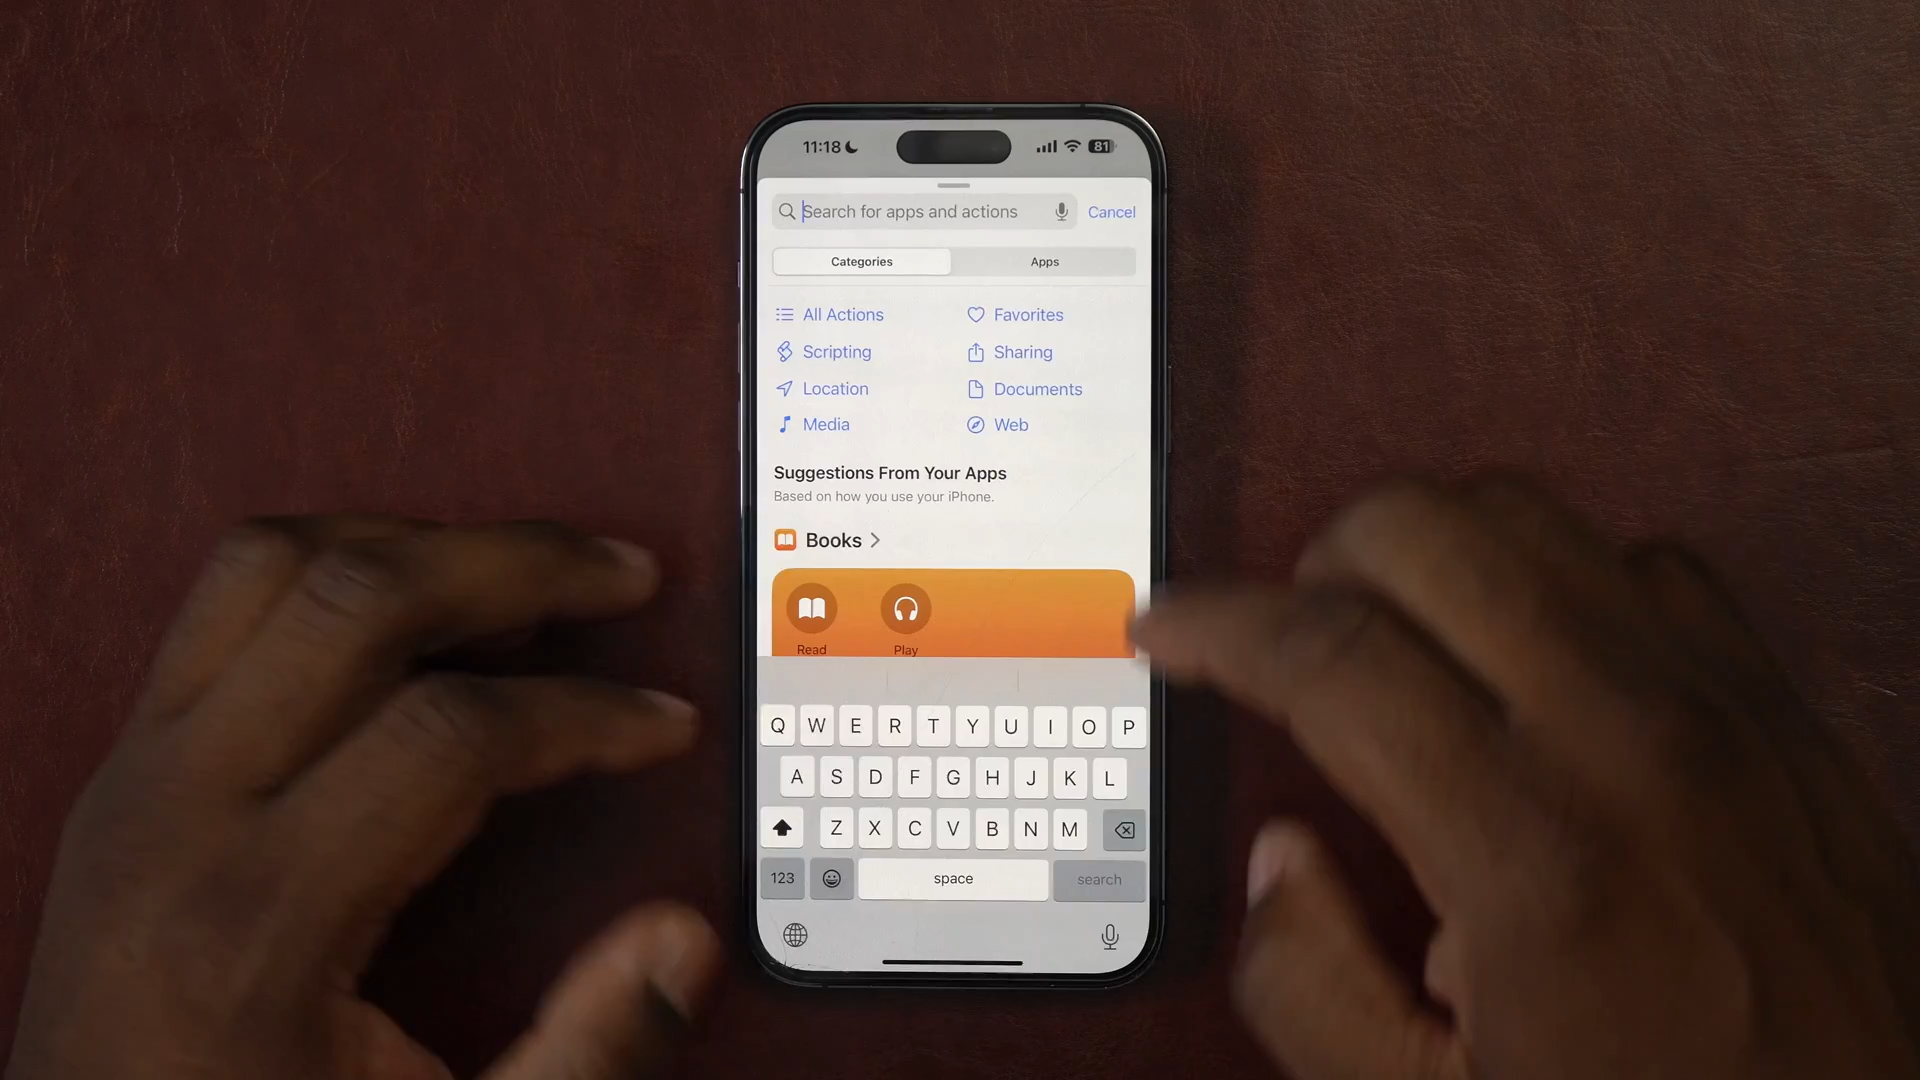 11:18
81
Search for apps and actions
Cancel
Categories
Apps
All Actions
Favorites
Scripting
Sharing
Location
Documents
Media
Web
Suggestions From Your Apps
Based on how you use your iPhone.
Books
Read
Play
Q W E R T Y U I O P
A S D F G H J K L
Z X C V B N M
123
space
search